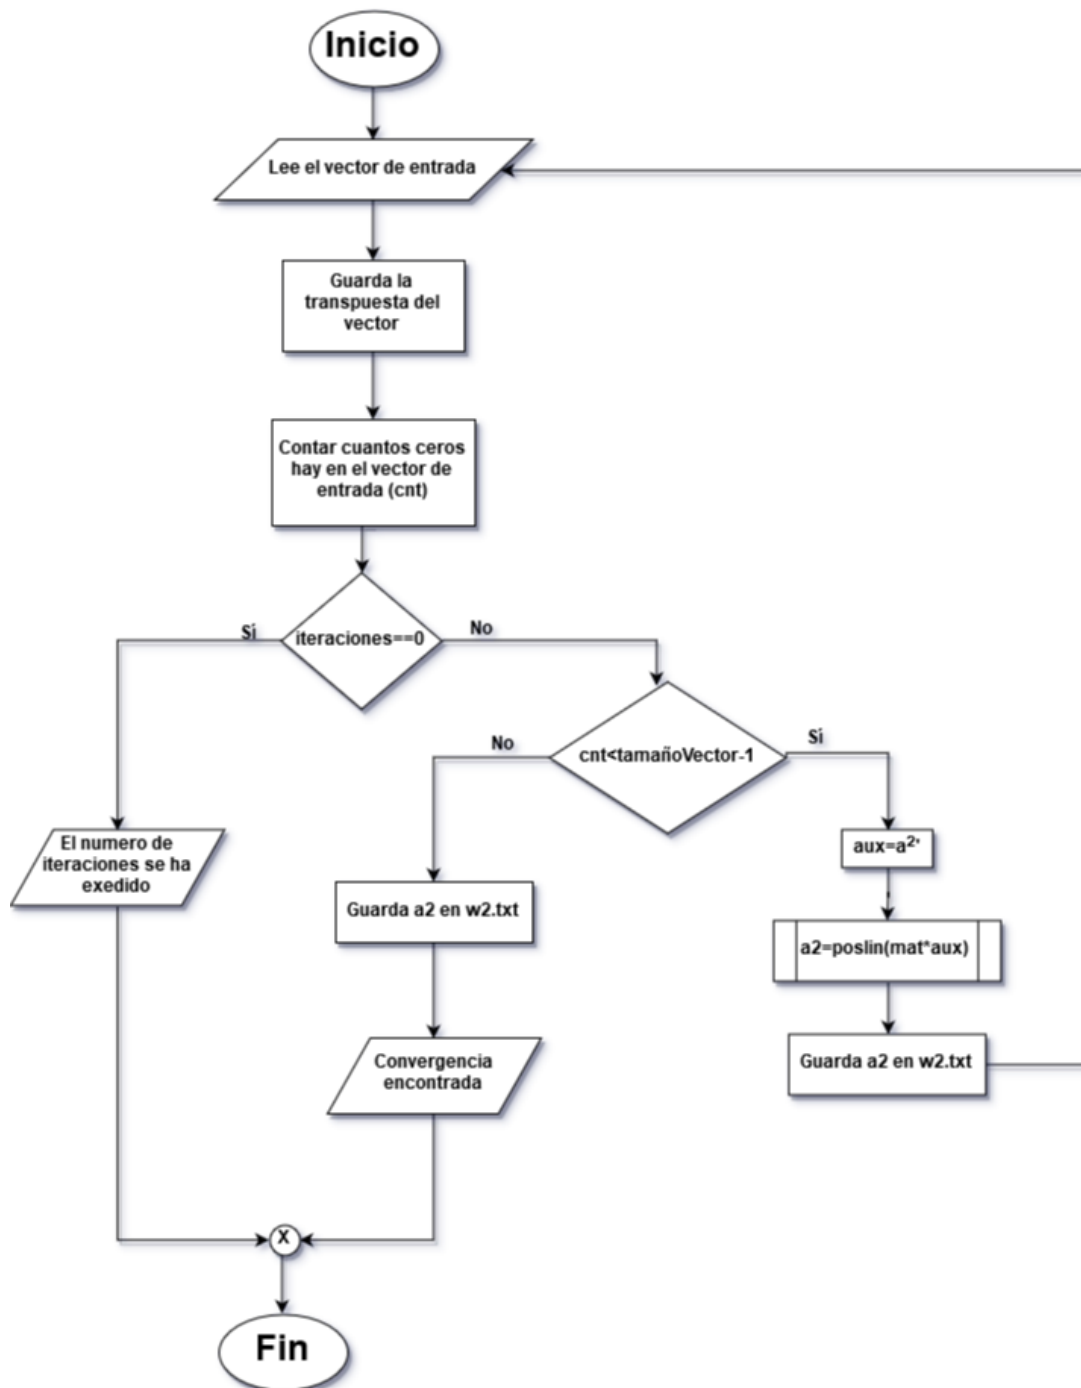 Inicio
Lee el vector de entrada
Guarda la
transpuesta del
vector
Contar cuantos ceros
hay en el vector de
entrada (cnt)
Sí
iteraciones==0
No
No
cnt<tamañoVector-1
Sí
El numero de
iteraciones se ha
exedido
Guarda a2 en w2.txt
Convergencia
encontrada
aux=a²'
a2=poslin(mat*aux)
Guarda a2 en w2.txt
X
Fin